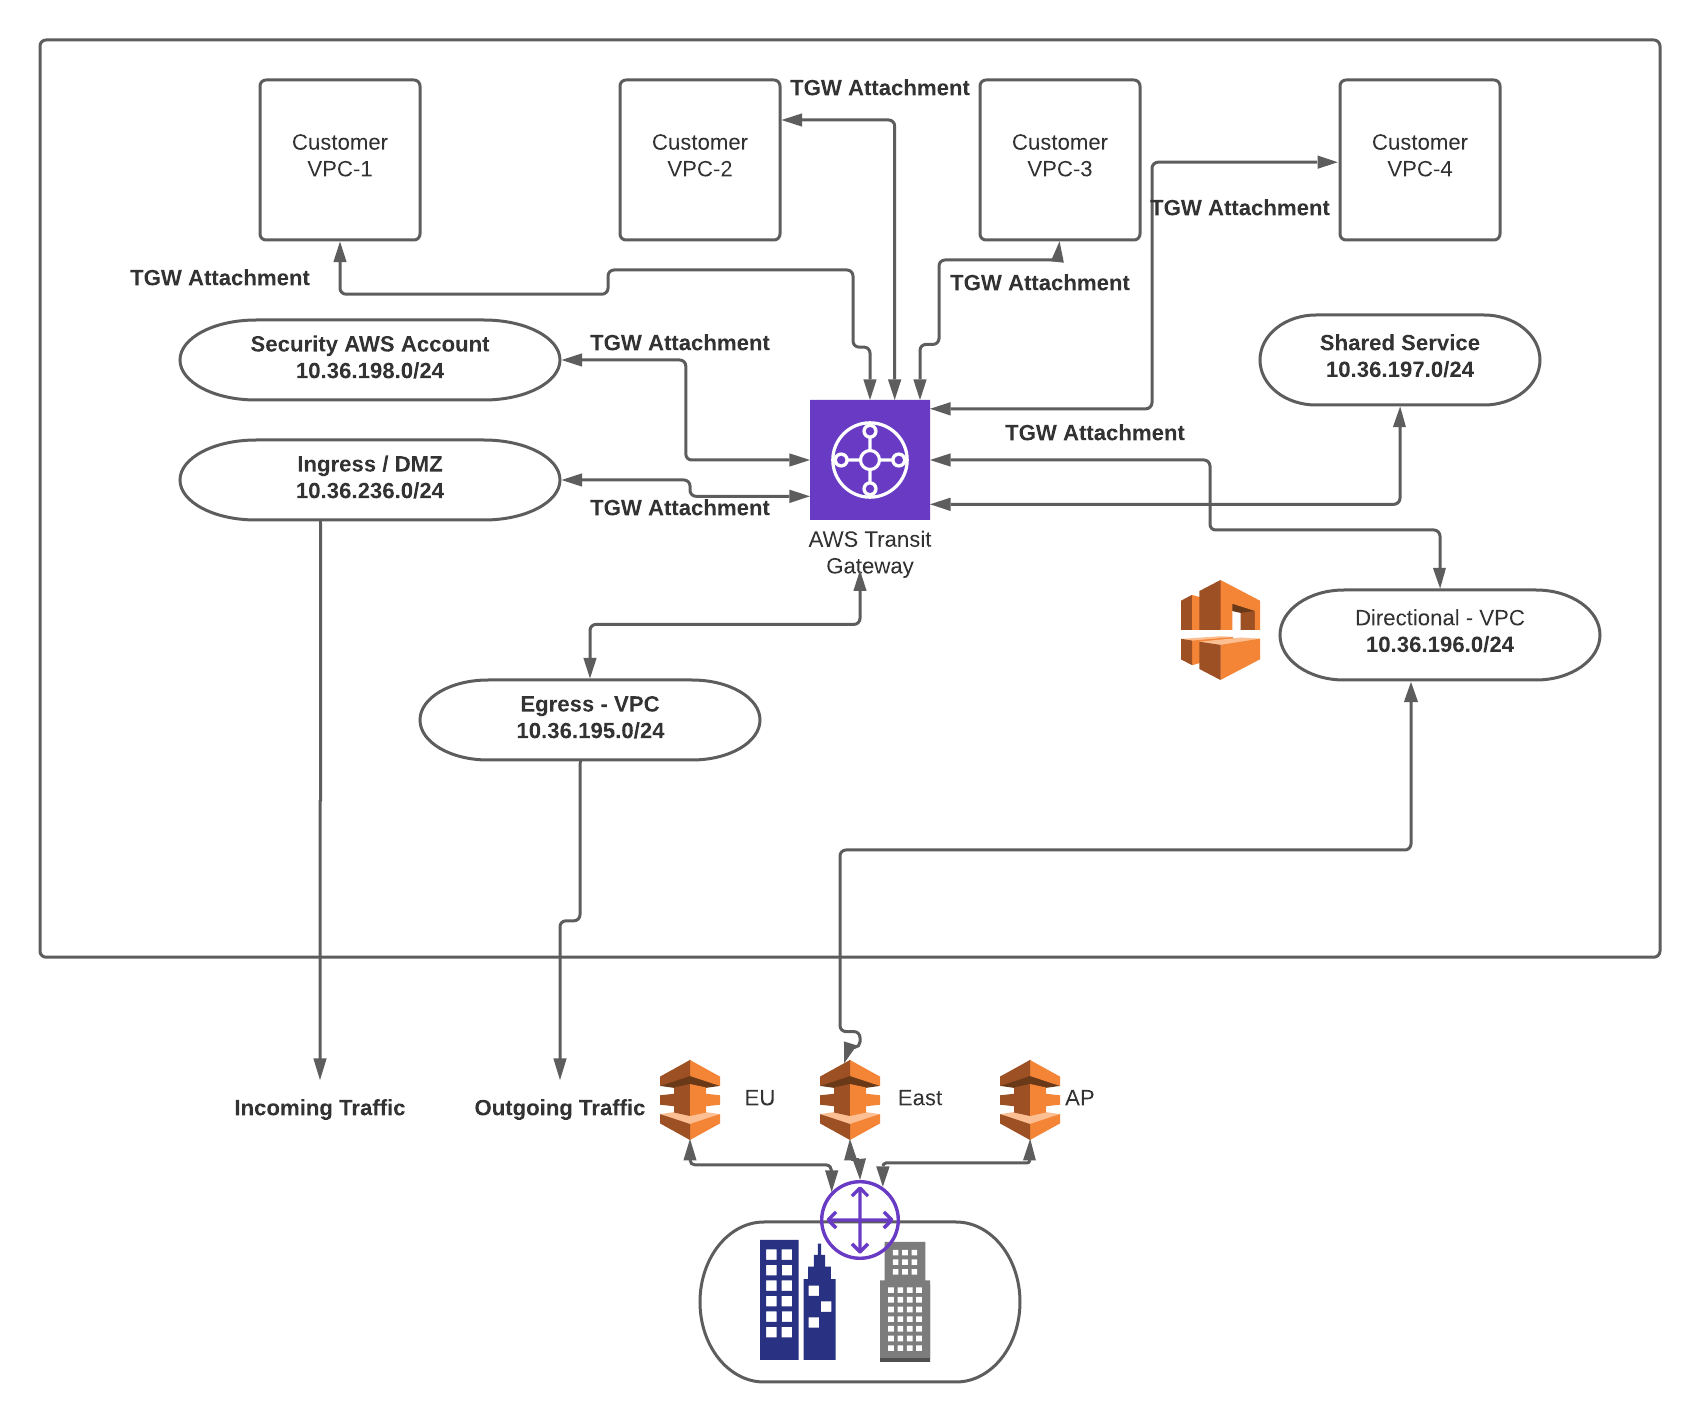 TGW Attachment
Customer
VPC-1
Customer
VPC-2
Customer
VPC-3
Customer
VPC-4
TGW Attachment
TGW Attachment
TGW Attachment
Security AWS Account
10.36.198.0/24
TGW Attachment
Shared Service
10.36.197.0/24
TGW Attachment
Ingress / DMZ
10.36.236.0/24
TGW Attachment
AWS Transit
Gateway
Directional - VPC
10.36.196.0/24
Egress - VPC
10.36.195.0/24
Incoming Traffic
Outgoing Traffic
EU
East
AP